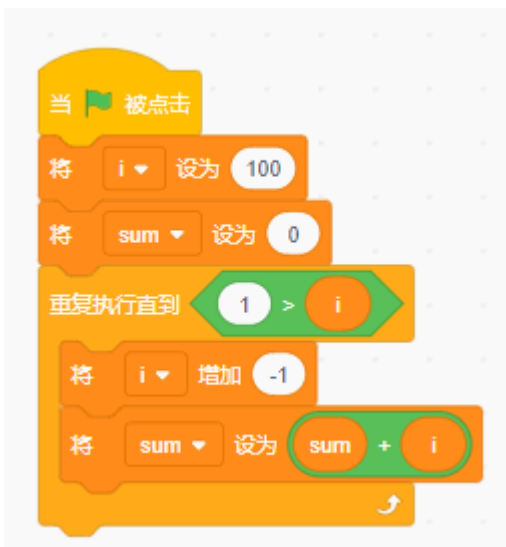 当 被点击
将 i 设为 100
将 sum 设为 0
重复执行直到 1 > i
将 i 增加 -1
将 sum 设为 sum + i